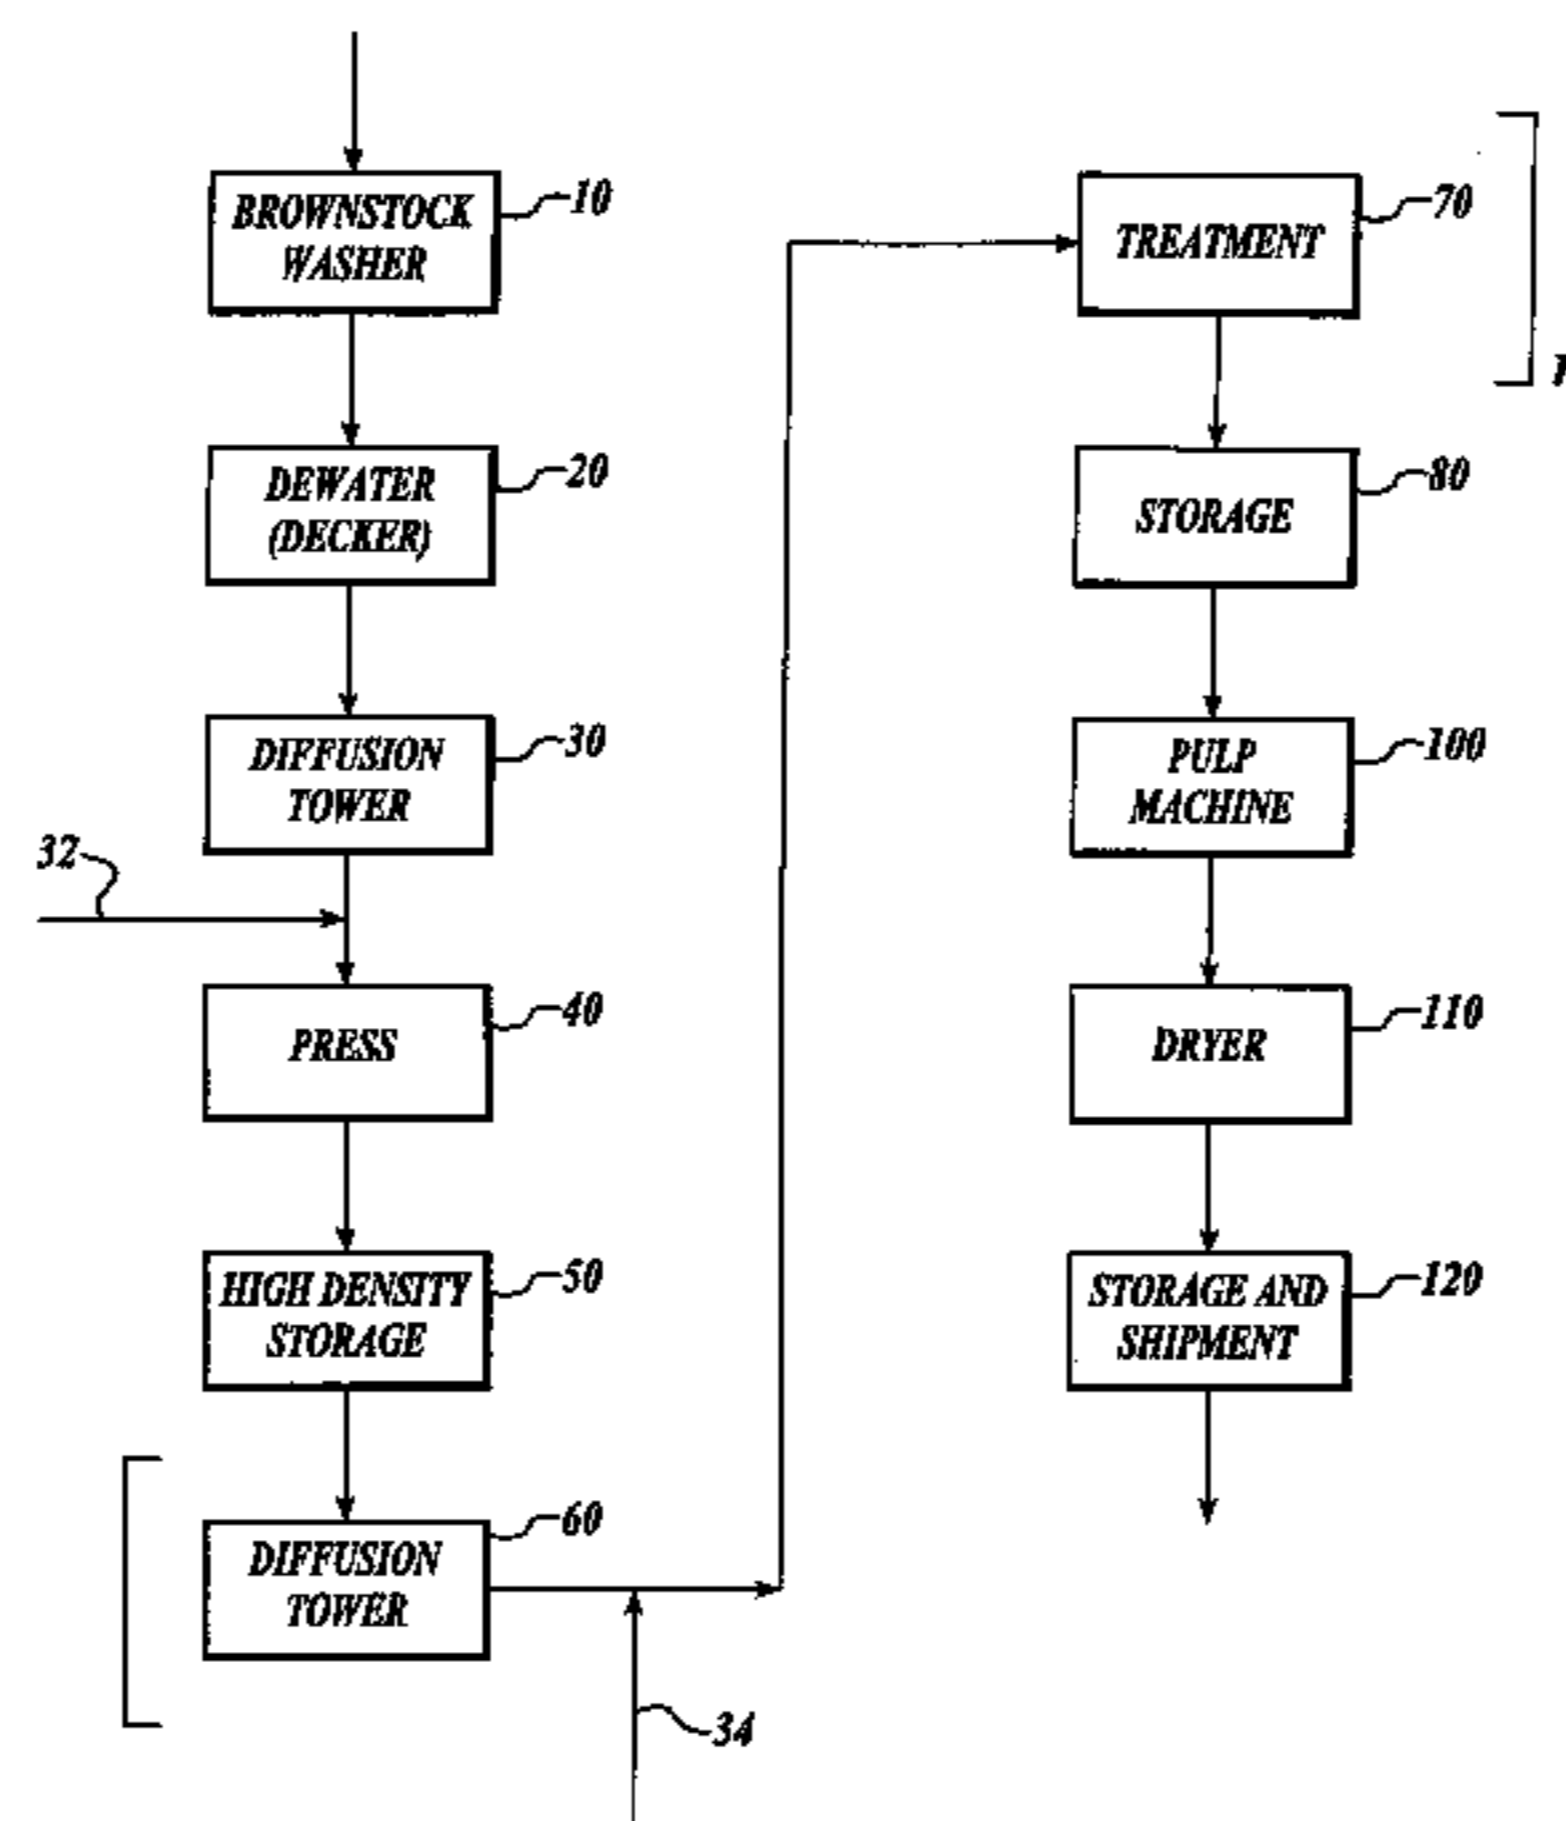 BROWNSTOCK
WASHER
10
DEWATER
(DECKER)
20
DIFFUSION
TOWER
30
32
PRESS
40
HIGH DENSITY
STORAGE
50
DIFFUSION
TOWER
60
34
TREATMENT
70
STORAGE
80
PULP
MACHINE
100
DRYER
110
STORAGE AND
SHIPMENT
120